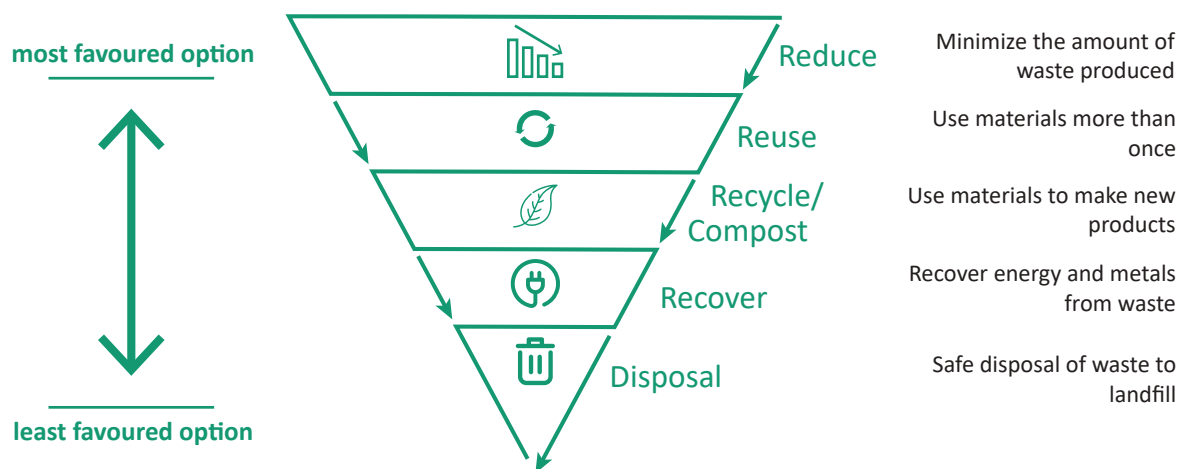 most favoured option
Reduce
Minimize the amount of
waste produced
Reuse
Use materials more than
once
Recycle/
Compost
Use materials to make new
products
Recover
Recover energy and metals
from waste
Disposal
Safe disposal of waste to
landfill
least favoured option